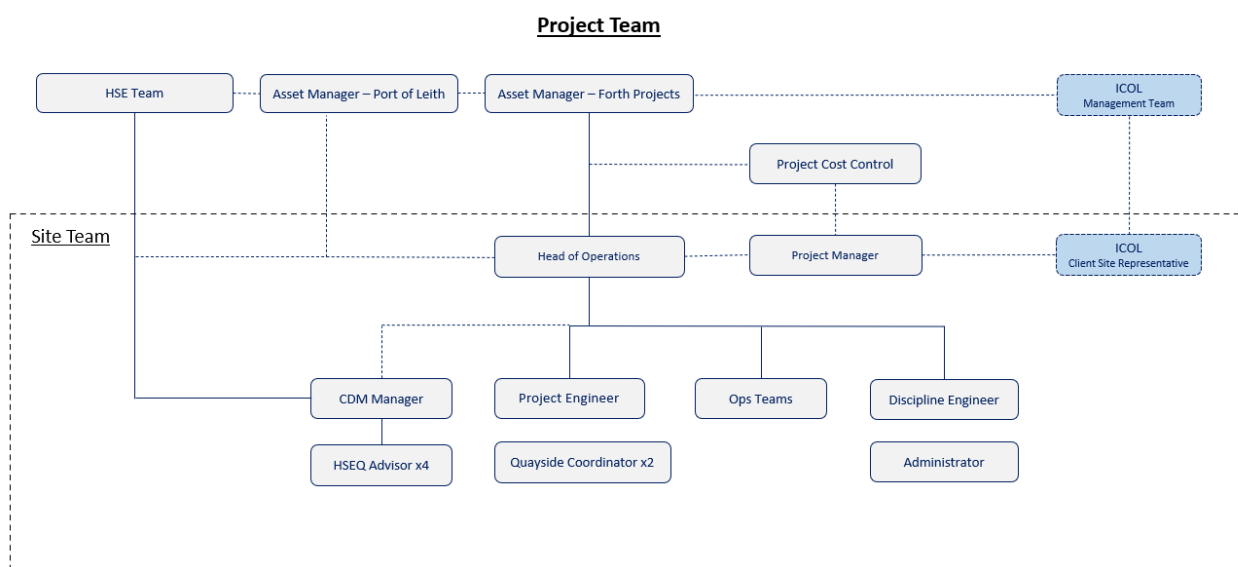 Project Team
HSE Team
Asset Manager – Port of Leith
Asset Manager – Forth Projects
ICOL
Management Team
Project Cost Control
Site Team
Head of Operations
Project Manager
ICOL
Client Site Representative
CDM Manager
Project Engineer
Ops Teams
Discipline Engineer
HSEQ Advisor x4
Quayside Coordinator x2
Administrator